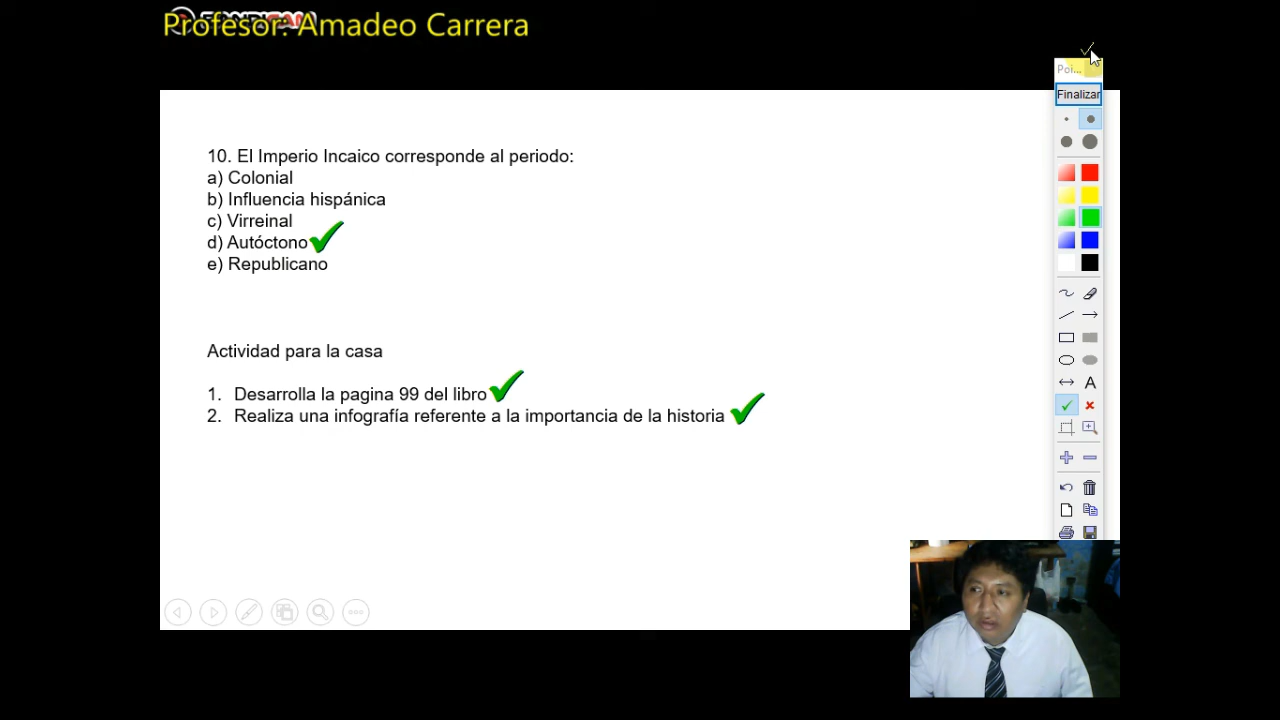 Profesor: Amadeo Carrera
Poi...
Finalizar
10. El Imperio Incaico corresponde al periodo:
a) Colonial
b) Influencia hispánica
c) Virreinal
d) Autóctono
e) Republicano
Actividad para la casa
1. Desarrolla la pagina 99 del libro
2. Realiza una infografía referente a la importancia de la historia
A